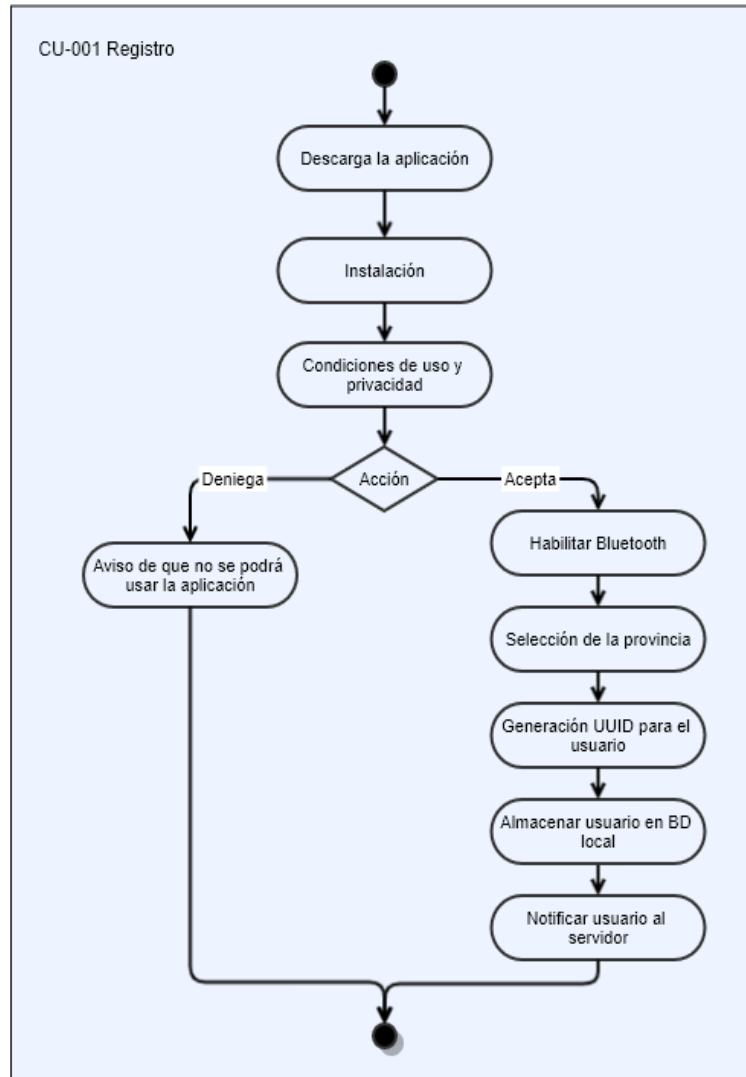 CU-001 Registro
Descarga la aplicación
Instalación
Condiciones de uso y
privacidad
Deniega
Acción
Acepta
Aviso de que no se podrá
usar la aplicación
Habilitar Bluetooth
Selección de la provincia
Generación UUID para el
usuario
Almacenar usuario en BD
local
Notificar usuario al
servidor